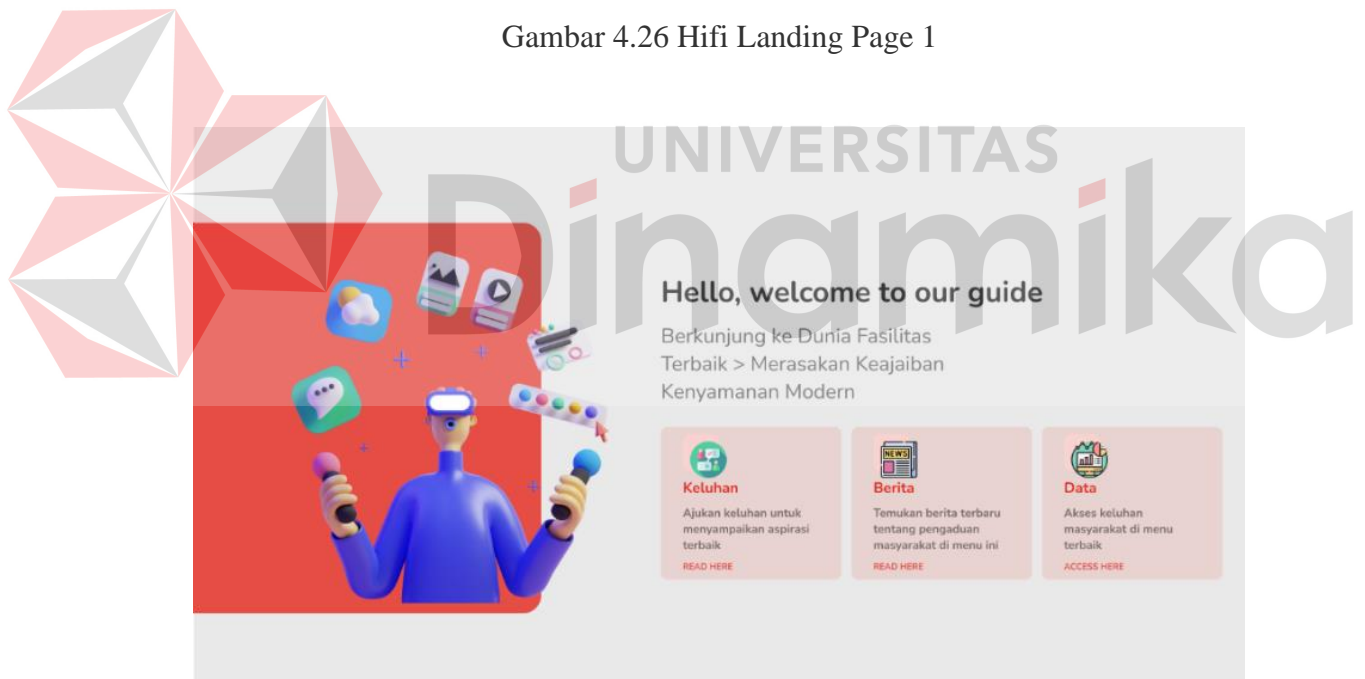 Gambar 4.26 Hifi Landing Page 1
UNIVERSITAS
Dinamika
Hello, welcome to our guide
Berkunjung ke Dunia Fasilitas
Terbaik > Merasakan Keajaiban
Kenyamanan Modern
Keluhan
Ajukan keluhan untuk
menyampaikan aspirasi
terbaik
READ HERE
NEWS
Berita
Temukan berita terbaru
tentang pengaduan
masyarakat di menu ini
READ HERE
Data
Akses keluhan
masyarakat di menu
terbaik
ACCESS HERE